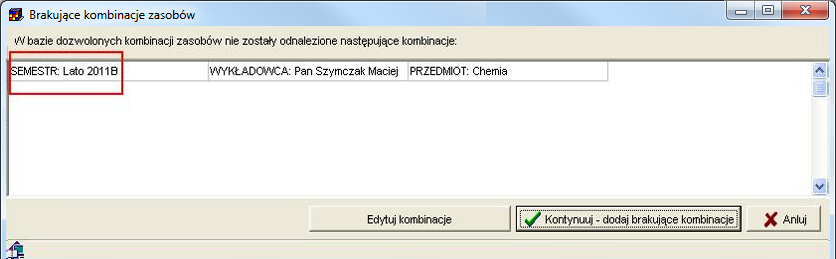 Brakujące kombinacje zasobów
W bazie dozwolonych kombinacji zasobów nie zostały odnalezione następujące kombinacje:
SEMESTR: Lato 2011B WYKŁADOWCA: Pan Szymczak Maciej PRZEDMIOT: Chemia
Edytuj kombinacje Kontynuuj - dodaj brakujące kombinacje Anluj